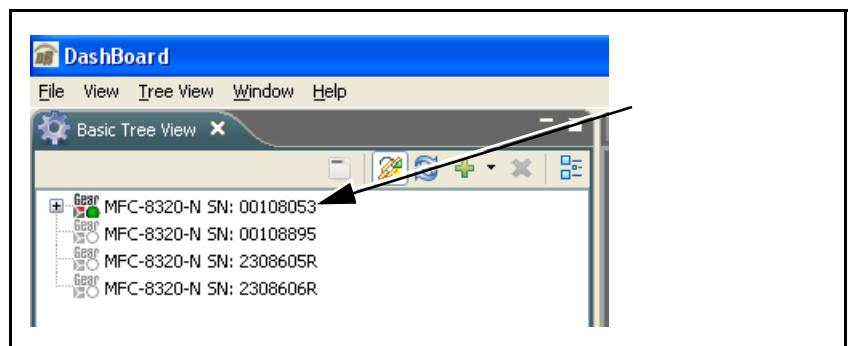 DB DashBoard
File View Tree View Window Help
Basic Tree View
Gear MFC-8320-N SN: 00108053
Gear MFC-8320-N SN: 00108895
Gear MFC-8320-N SN: 2308605R
Gear MFC-8320-N SN: 2308606R